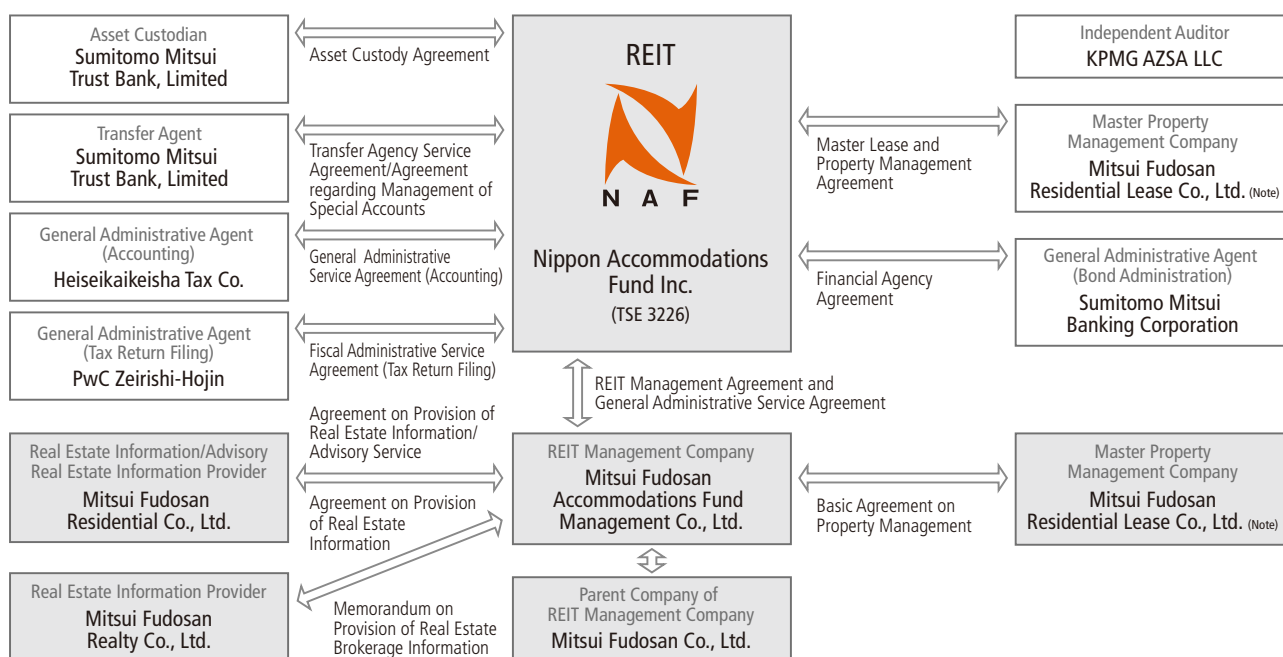 Asset Custodian
Sumitomo Mitsui
Trust Bank, Limited
Asset Custody Agreement
Transfer Agent
Sumitomo Mitsui
Trust Bank, Limited
Transfer Agency Service
Agreement/Agreement
regarding Management of
Special Accounts
General Administrative Agent
(Accounting)
Heiseikaikeisha Tax Co.
General Administrative
Service Agreement (Accounting)
General Administrative Agent
(Tax Return Filing)
PwC Zeirishi-Hojin
Fiscal Administrative Service
Agreement (Tax Return Filing)
REIT
NAF
Nippon Accommodations
Fund Inc.
(TSE 3226)
Independent Auditor
KPMG AZSA LLC
Master Lease and
Property Management
Agreement
Master Property
Management Company
Mitsui Fudosan
Residential Lease Co., Ltd. (Note)
Financial Agency
Agreement
General Administrative Agent
(Bond Administration)
Sumitomo Mitsui
Banking Corporation
REIT Management Agreement and
General Administrative Service Agreement
Real Estate Information/Advisory
Real Estate Information Provider
Mitsui Fudosan
Residential Co., Ltd.
Agreement on Provision of
Real Estate Information/
Advisory Service
Agreement on Provision
of Real Estate
Information
REIT Management Company
Mitsui Fudosan
Accommodations Fund
Management Co., Ltd.
Basic Agreement on
Property Management
Master Property
Management Company
Mitsui Fudosan
Residential Lease Co., Ltd. (Note)
Real Estate Information Provider
Mitsui Fudosan
Realty Co., Ltd.
Memorandum on
Provision of Real Estate
Brokerage Information
Parent Company of
REIT Management Company
Mitsui Fudosan Co., Ltd.